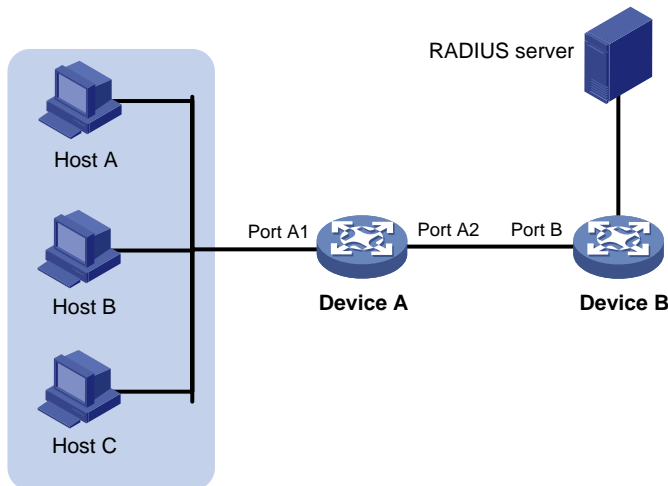 RADIUS server
Host A
Port A1
Port A2
Port B
Host B
Device A
Device B
Host C